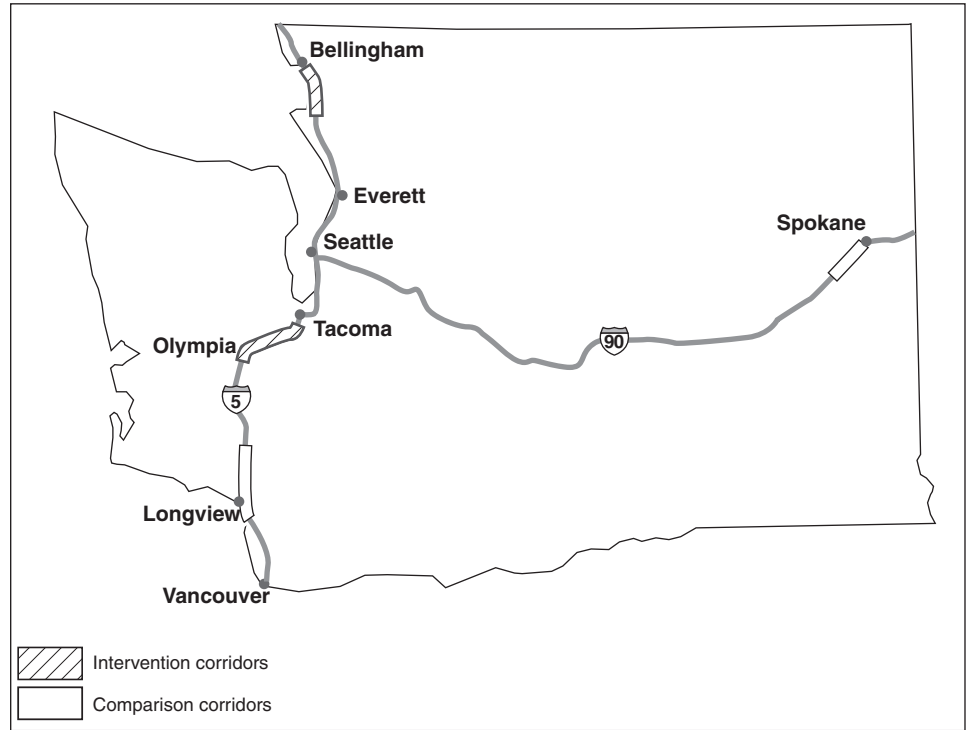 Bellingham
Everett
Seattle
Spokane
Tacoma
Olympia
90
5
Longview
Vancouver
Intervention corridors
Comparison corridors